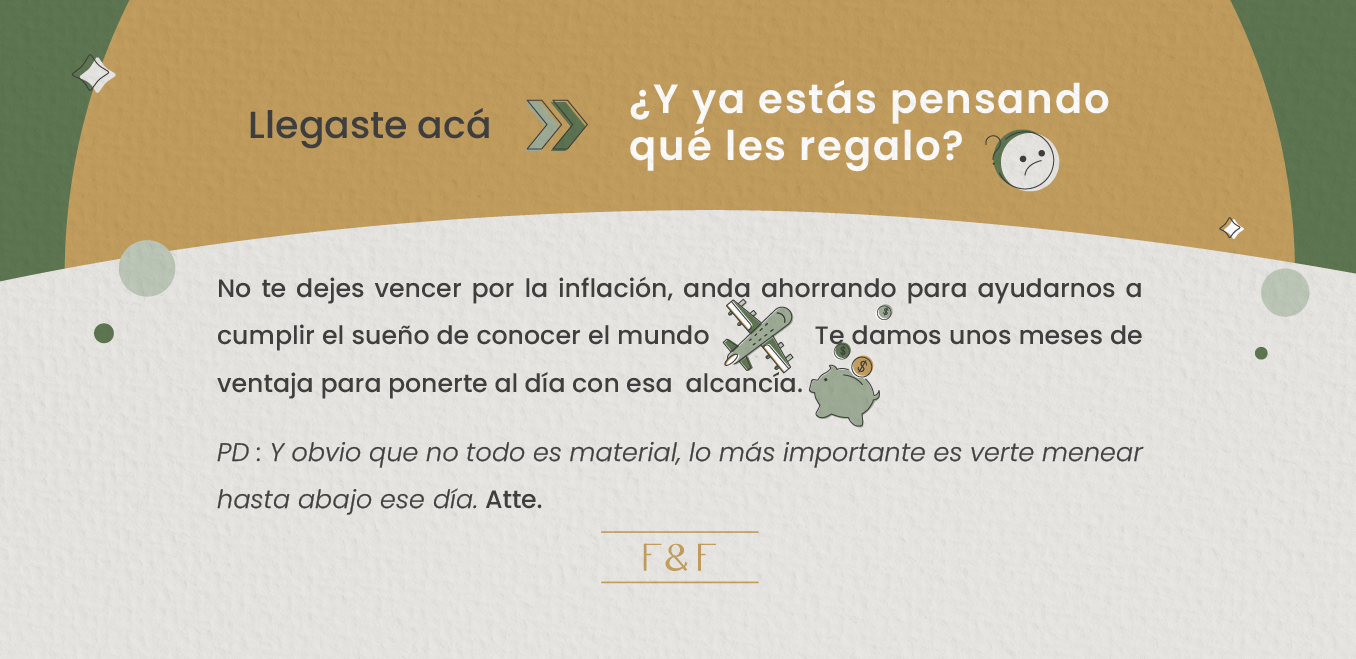 Llegaste acá
¿Y ya estás pensando
qué les regalo?
No te dejes vencer por la inflación, anda ahorrando para ayudarnos a
cumplir el sueño de conocer el mundo Te damos unos meses de
ventaja para ponerte al día con esa alcancía.
PD : Y obvio que no todo es material, lo más importante es verte menear
hasta abajo ese día. Atte.
F&F